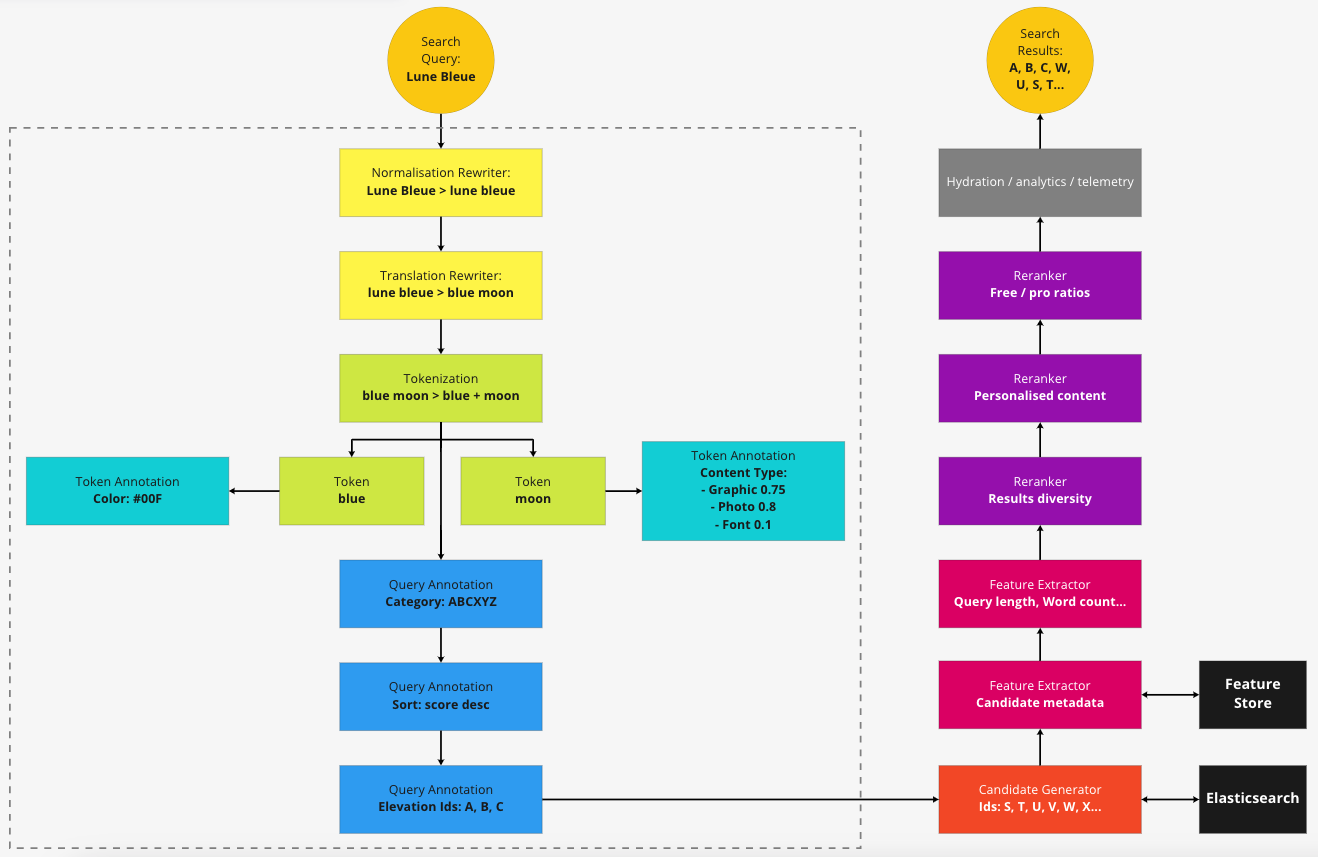 Search
Query:
Lune Bleue
Normalisation Rewriter:
Lune Bleue > lune bleue
Translation Rewriter:
lune bleue > blue moon
Tokenization
blue moon > blue + moon
Token Annotation
Color: #00F
Token
blue
Token
moon
Token Annotation
Content Type:
- Graphic 0.75
- Photo 0.8
- Font 0.1
Query Annotation
Category: ABCXYZ
Query Annotation
Sort: score desc
Query Annotation
Elevation Ids: A, B, C
Search
Results:
A, B, C, W,
U, S, T...
Hydration / analytics / telemetry
Reranker
Free / pro ratios
Reranker
Personalised content
Reranker
Results diversity
Feature Extractor
Query length, Word count...
Feature Extractor
Candidate metadata
Feature
Store
Candidate Generator
Ids: S, T, U, V, W, X...
Elasticsearch